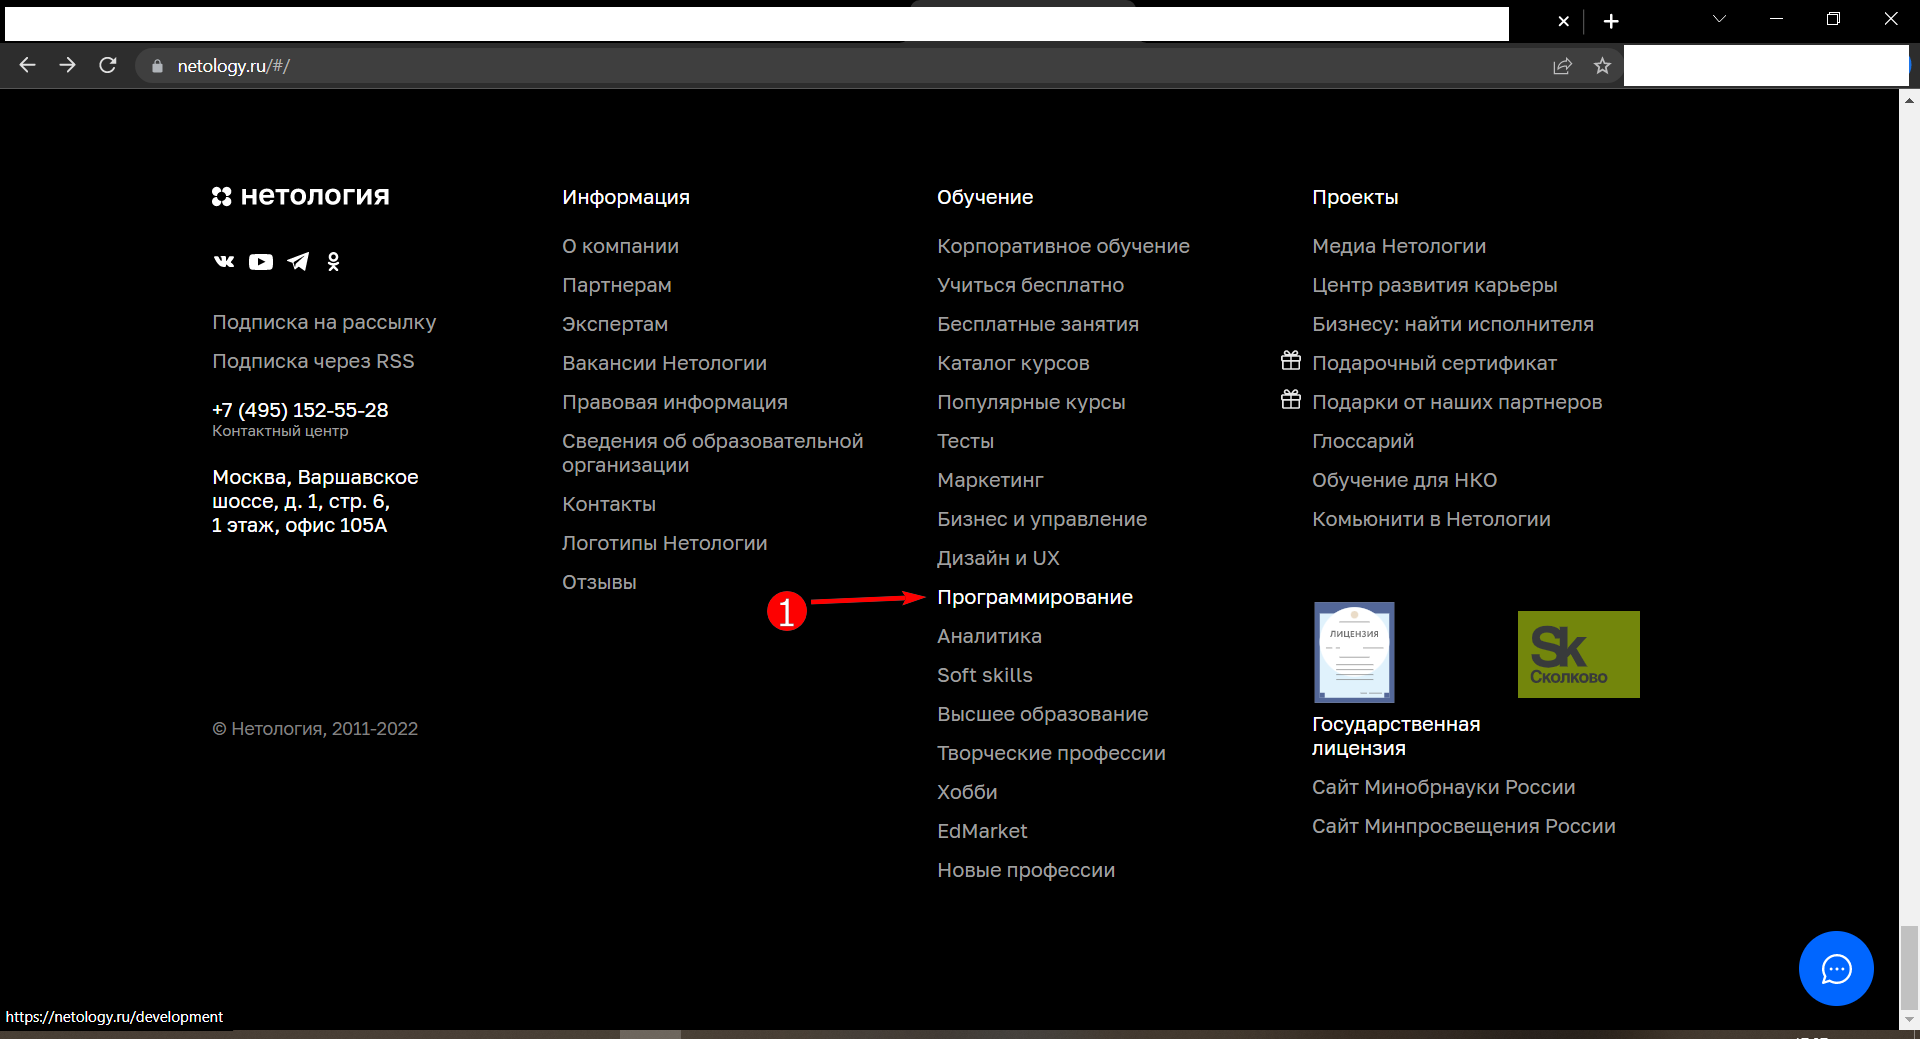 netology.ru/#/
нетология
Подписка на рассылку
Подписка через RSS
+7 (495) 152-55-28
Контактный центр
Москва, Варшавское
шоссе, д. 1, стр. 6,
1 этаж, офис 105А
© Нетология, 2011-2022
Информация
О компании
Партнерам
Экспертам
Вакансии Нетологии
Правовая информация
Сведения об образовательной
организации
Контакты
Логотипы Нетологии
Отзывы
1
Обучение
Корпоративное обучение
Учиться бесплатно
Бесплатные занятия
Каталог курсов
Популярные курсы
Тесты
Маркетинг
Бизнес и управление
Дизайн и UX
Программирование
Аналитика
Soft skills
Высшее образование
Творческие профессии
Хобби
EdMarket
Новые профессии
Проекты
Медиа Нетологии
Центр развития карьеры
Бизнесу: найти исполнителя
Подарочный сертификат
Подарки от наших партнеров
Глоссарий
Обучение для НКО
Комьюнити в Нетологии
ЛИЦЕНЗИЯ
Sk
Сколково
Государственная
лицензия
Сайт Минобрнауки России
Сайт Минпросвещения России
https://netology.ru/development